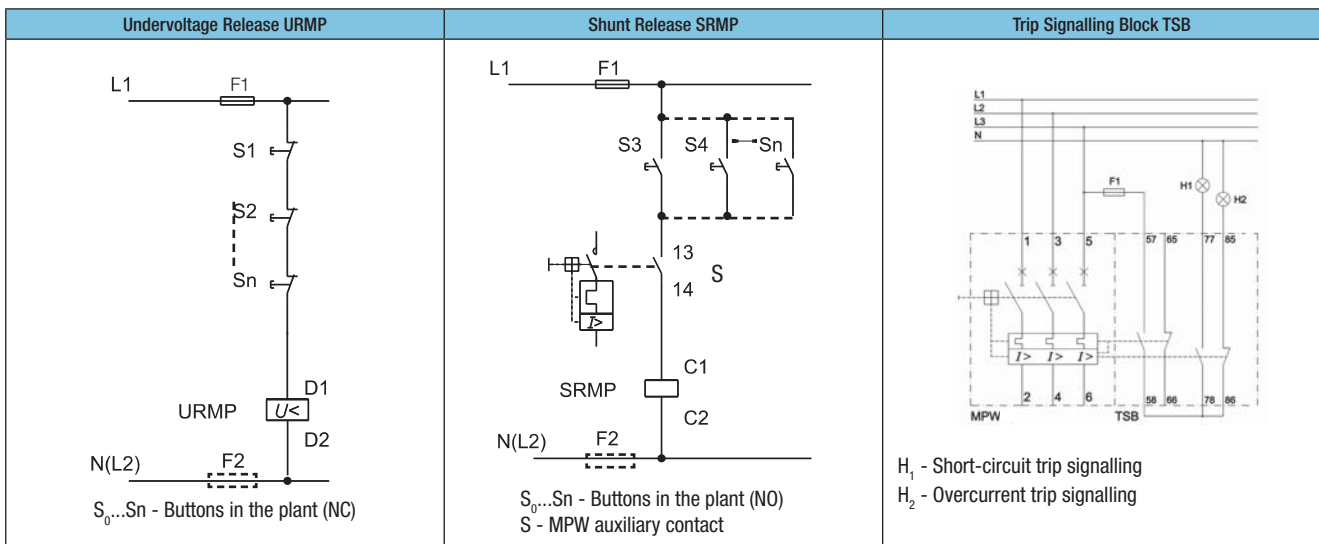 Undervoltage Release URMP
L1
F1
S1
S2
Sn
D1
URMP
U<
D2
N(L2)
F2
S₀...Sn - Buttons in the plant (NC)
Shunt Release SRMP
L1
F1
S3
S4
Sn
13
S
14
I>
C1
SRMP
C2
N(L2)
F2
S₀...Sn - Buttons in the plant (NO)
S - MPW auxiliary contact
Trip Signalling Block TSB
L1
L2
L3
N
F1
H1
H2
1 3 5 57 65 77 85
I> I> I>
2 4 6 58 66 78 86
MPW TSB
H₁ - Short-circuit trip signalling
H₂ - Overcurrent trip signalling